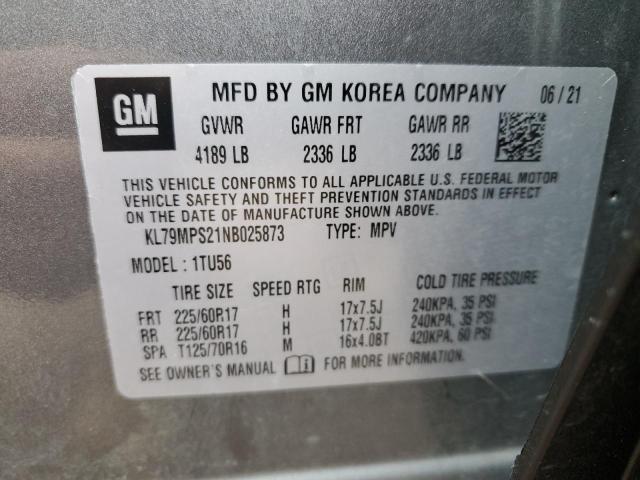 GM
MFD BY GM KOREA COMPANY 06 / 21
GVWR GAWR FRT GAWR RR
4189 LB 2336 LB 2336 LB
THIS VEHICLE CONFORMS TO ALL APPLICABLE U.S. FEDERAL MOTOR
VEHICLE SAFETY AND THEFT PREVENTION STANDARDS IN EFFECT
ON THE DATE OF MANUFACTURE SHOWN ABOVE.
KL79MPS21NB025873 TYPE: MPV
MODEL : 1TU56
TIRE SIZE SPEED RTG RIM COLD TIRE PRESSURE
FRT 225/60R17 H 17x7.5J 240KPA, 35 PSI
RR 225/60R17 H 17x7.5J 240KPA, 35 PSI
SPA T125/70R16 M 16x4.08T 420KPA, 60 PSI
SEE OWNER'S MANUAL i FOR MORE INFORMATION.